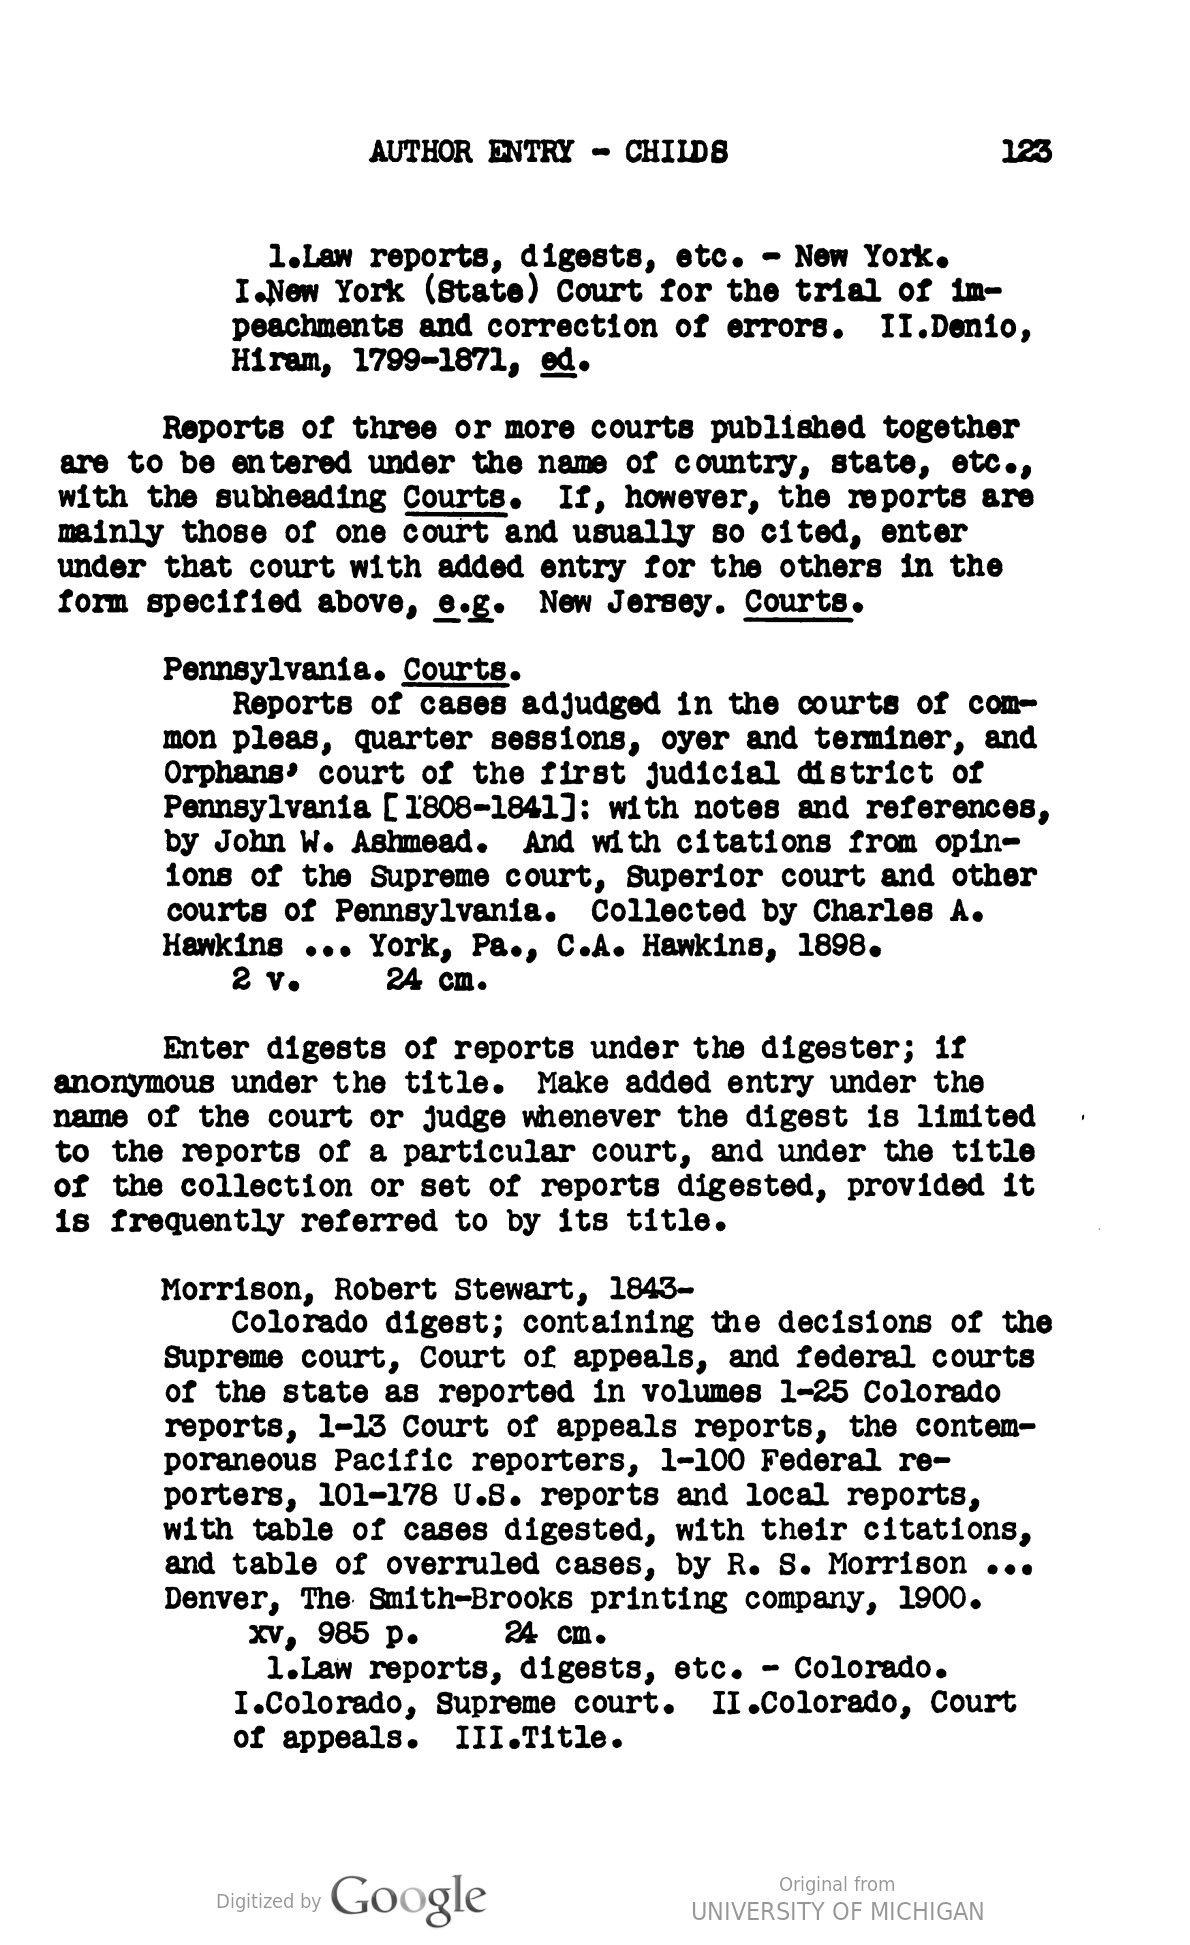 AUTHOR ENTRY - CHILDS 123
1.Law reports, digests, etc. - New York.
I.New York (State) Court for the trial of im-
peachments and correction of errors. II.Denio,
Hiram, 1799-1871, ed.
Reports of three or more courts published together
are to be entered under the name of country, state, etc.,
with the subheading Courts. If, however, the reports are
mainly those of one court and usually so cited, enter
under that court with added entry for the others in the
form specified above, e.g. New Jersey. Courts.
Pennsylvania. Courts.
Reports of cases adjudged in the courts of com-
mon pleas, quarter sessions, oyer and terminer, and
Orphans' court of the first judicial district of
Pennsylvania [1808-1841]: with notes and references,
by John W. Ashmead. And with citations from opin-
ions of the Supreme court, Superior court and other
courts of Pennsylvania. Collected by Charles A.
Hawkins ... York, Pa., C.A. Hawkins, 1898.
2 v. 24 cm.
Enter digests of reports under the digester; if
anonymous under the title. Make added entry under the
name of the court or judge whenever the digest is limited
to the reports of a particular court, and under the title
of the collection or set of reports digested, provided it
is frequently referred to by its title.
Morrison, Robert Stewart, 1843-
Colorado digest; containing the decisions of the
Supreme court, Court of appeals, and federal courts
of the state as reported in volumes 1-25 Colorado
reports, 1-13 Court of appeals reports, the contem-
poraneous Pacific reporters, 1-100 Federal re-
porters, 101-178 U.S. reports and local reports,
with table of cases digested, with their citations,
and table of overruled cases, by R. S. Morrison ...
Denver, The Smith-Brooks printing company, 1900.
xv, 985 p. 24 cm.
1.Law reports, digests, etc. - Colorado.
I.Colorado, Supreme court. II.Colorado, Court
of appeals. III.Title.
Digitized by Google
Original from
UNIVERSITY OF MICHIGAN